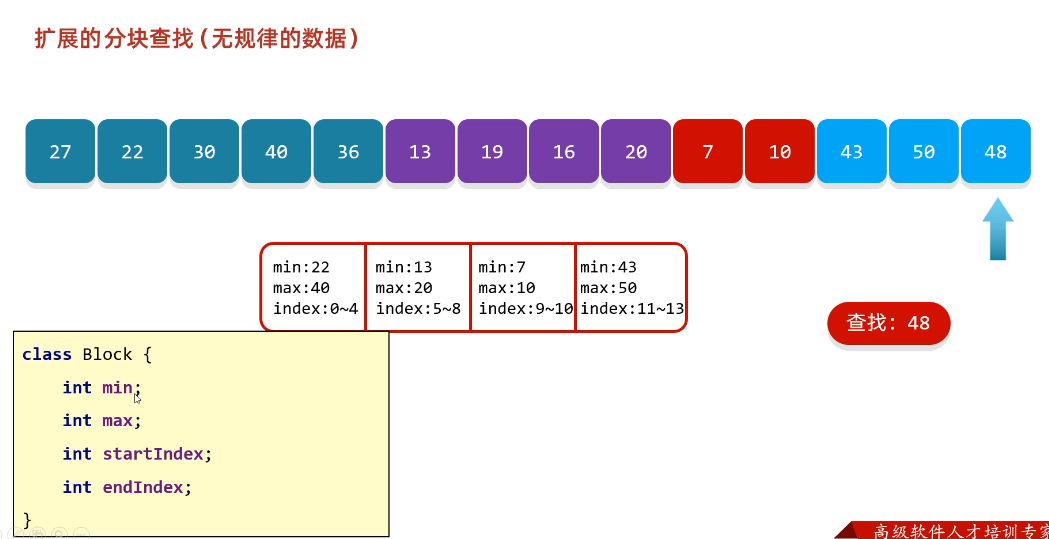 扩展的分块查找(无规律的数据)
27 22 30 40 36 13 19 16 20 7 10 43 50 48
min:22 min:13 min:7 min:43
max:40 max:20 max:10 max:50
index:0~4 index:5~8 index:9~10 index:11~13
查找: 48
class Block {
int min;
int max;
int startIndex;
int endIndex;
}
高级软件人才培训专家